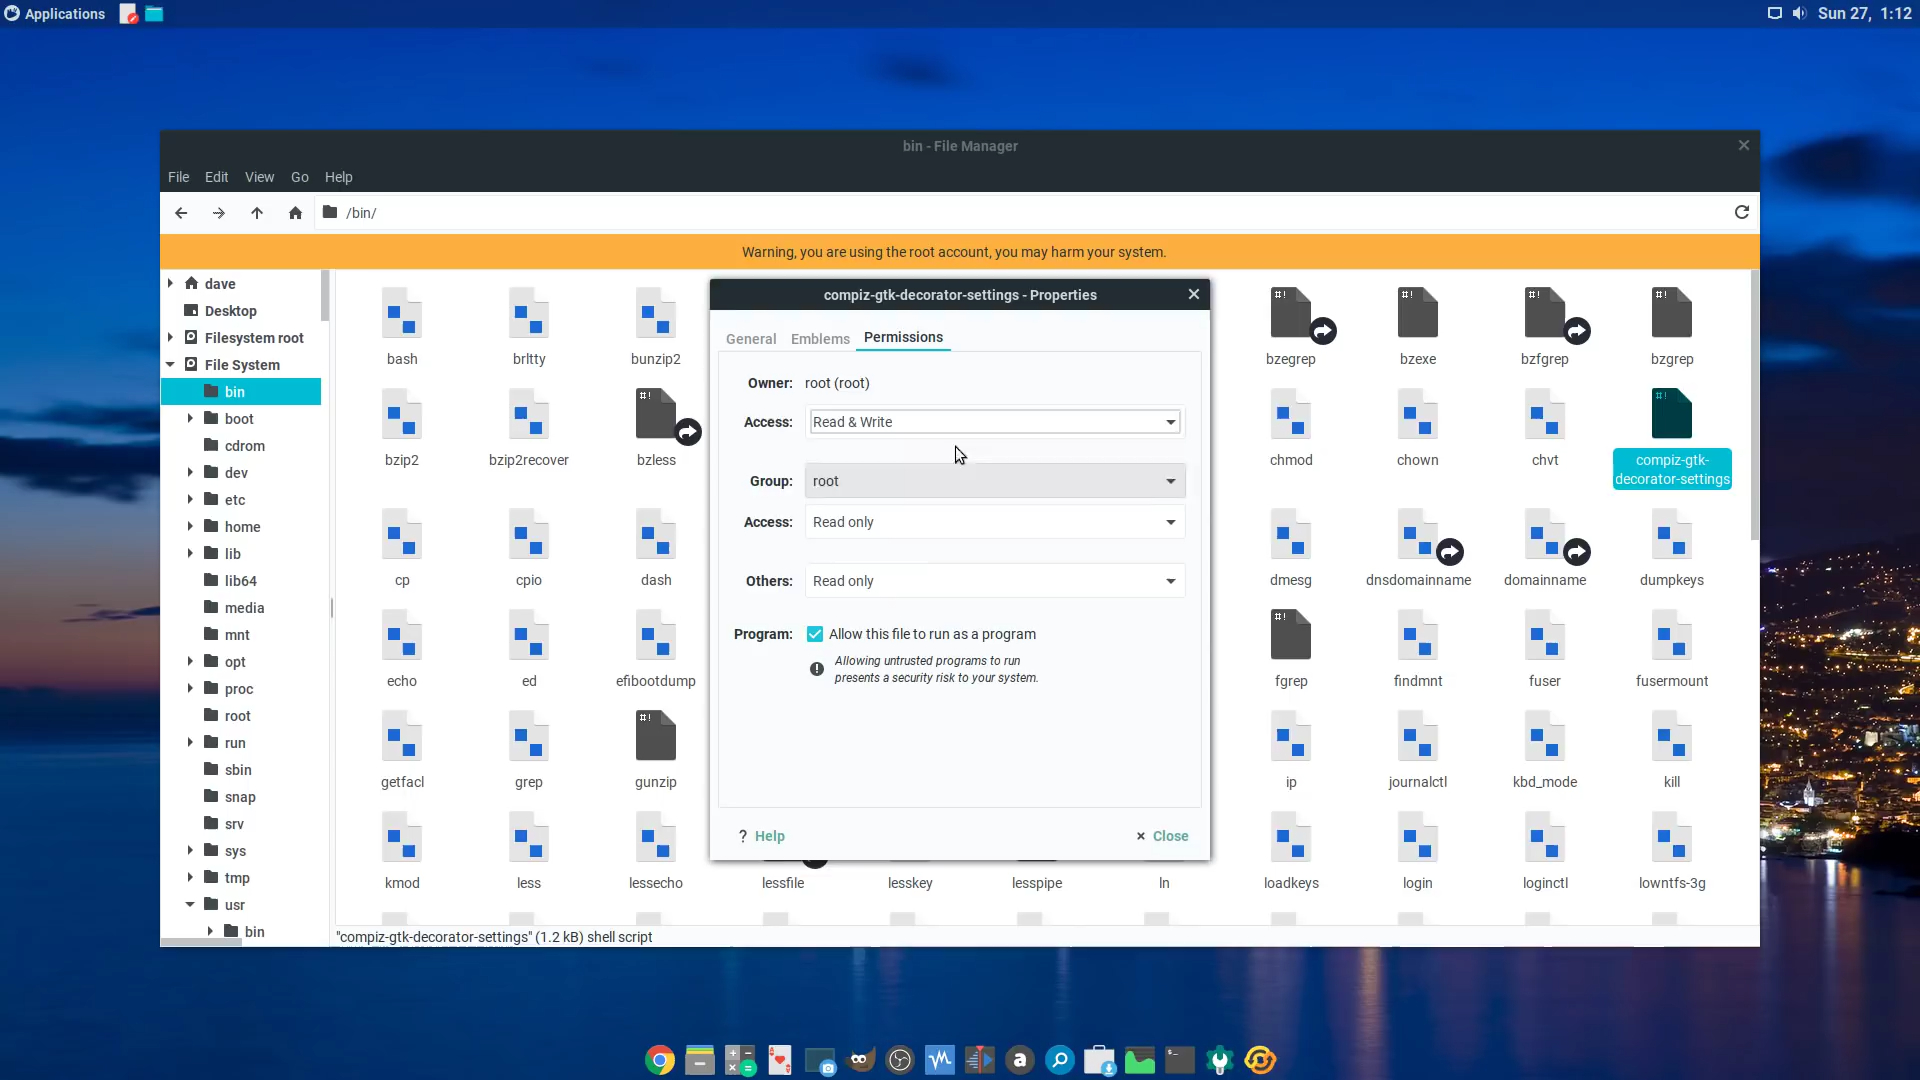 Applications
Sun 27, 1:12
bin - File Manager
File Edit View Go Help
/bin/
Warning, you are using the root account, you may harm your system.
dave
Desktop
Filesystem root
File System
bin
boot
cdrom
dev
etc
home
lib
lib64
media
mnt
opt
proc
root
run
sbin
snap
srv
sys
tmp
usr
bin
bash brltty bunzip2 bzegrep bzexe bzfgrep bzgrep
bzip2 bzip2recover bzless chmod chown chvt compiz-gtk-
decorator-settings
cp cpio dash dmesg dnsdomainname domainname dumpkeys
echo ed efibootdump fgrep findmnt fuser fusermount
getfacl grep gunzip ip journalctl kbd_mode kill
kmod less lessecho lessfile lesskey lesspipe ln loadkeys login loginctl lowntfs-3g
"compiz-gtk-decorator-settings" (1.2 kB) shell script
compiz-gtk-decorator-settings - Properties
General Emblems Permissions
Owner: root (root)
Access: Read & Write
Group: root
Access: Read only
Others: Read only
Program: Allow this file to run as a program
Allowing untrusted programs to run
presents a security risk to your system.
? Help
× Close